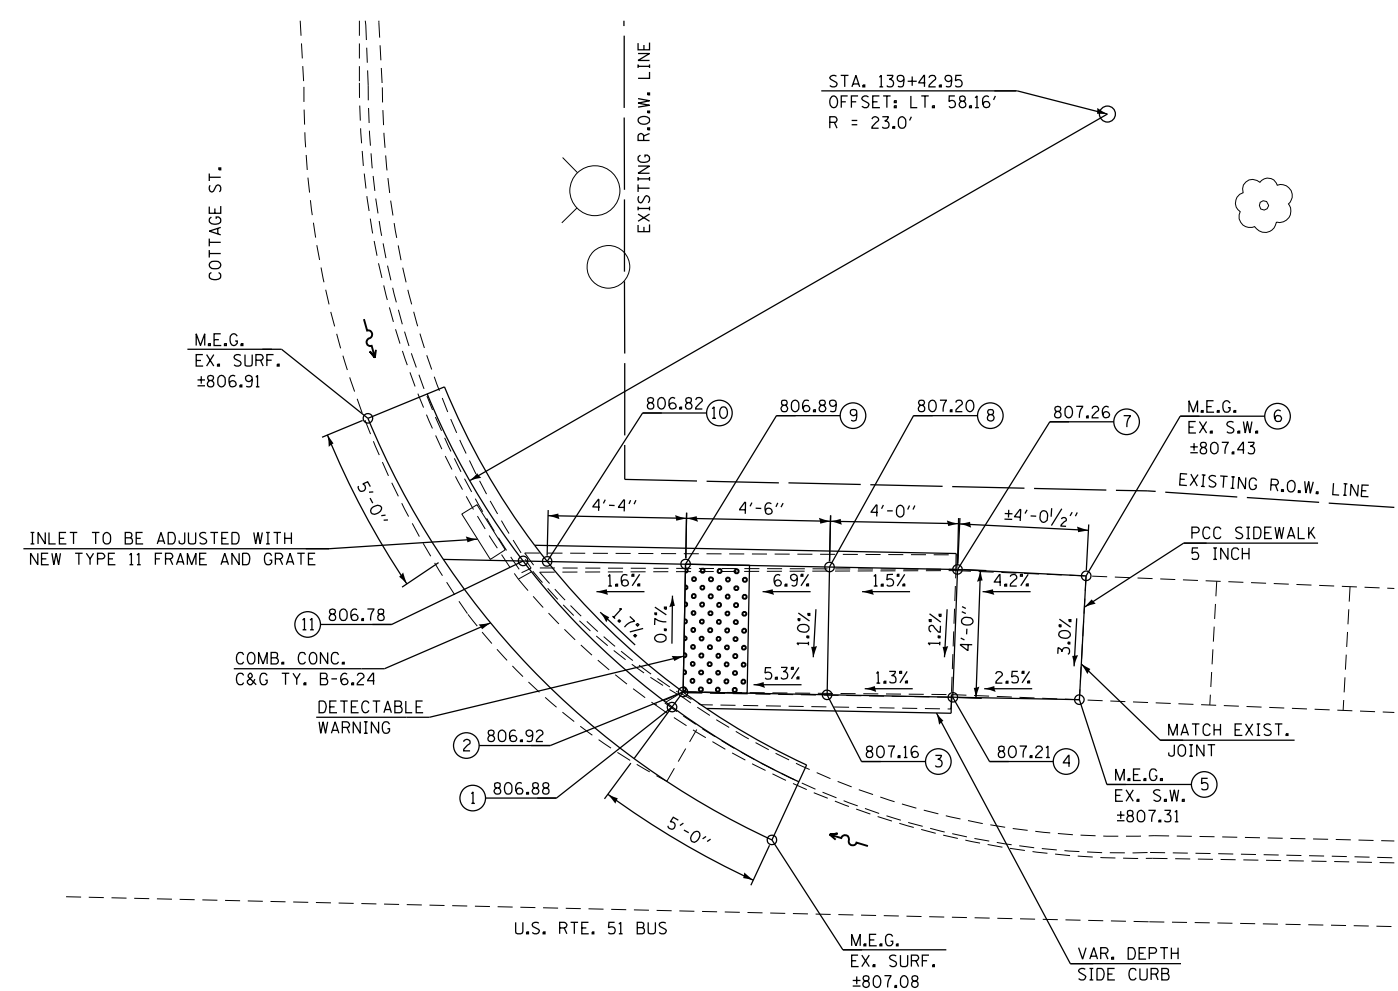 STA. 139+42.95
OFFSET: LT. 58.16'
R = 23.0'
EXISTING R.O.W. LINE
COTTAGE ST.
M.E.G.
EX. SURF.
±806.91
806.82 10
806.89 9
807.20 8
807.26 7
M.E.G. 6
EX. S.W.
±807.43
EXISTING R.O.W. LINE
5'-0"
4'-4"
4'-6"
4'-0"
±4'-0 1/2"
INLET TO BE ADJUSTED WITH
NEW TYPE 11 FRAME AND GRATE
PCC SIDEWALK
5 INCH
1.6%
6.9%
1.5%
4.2%
1.7%
0.7%
1.0%
1.2%
4'-0"
3.0%
11 806.78
COMB. CONC.
C&G TY. B-6.24
5.3%
1.3%
2.5%
DETECTABLE
WARNING
2 806.92
1 806.88
807.16 3
807.21 4
MATCH EXIST.
JOINT
M.E.G. 5
EX. S.W.
±807.31
5'-0"
U.S. RTE. 51 BUS
M.E.G.
EX. SURF.
±807.08
VAR. DEPTH
SIDE CURB